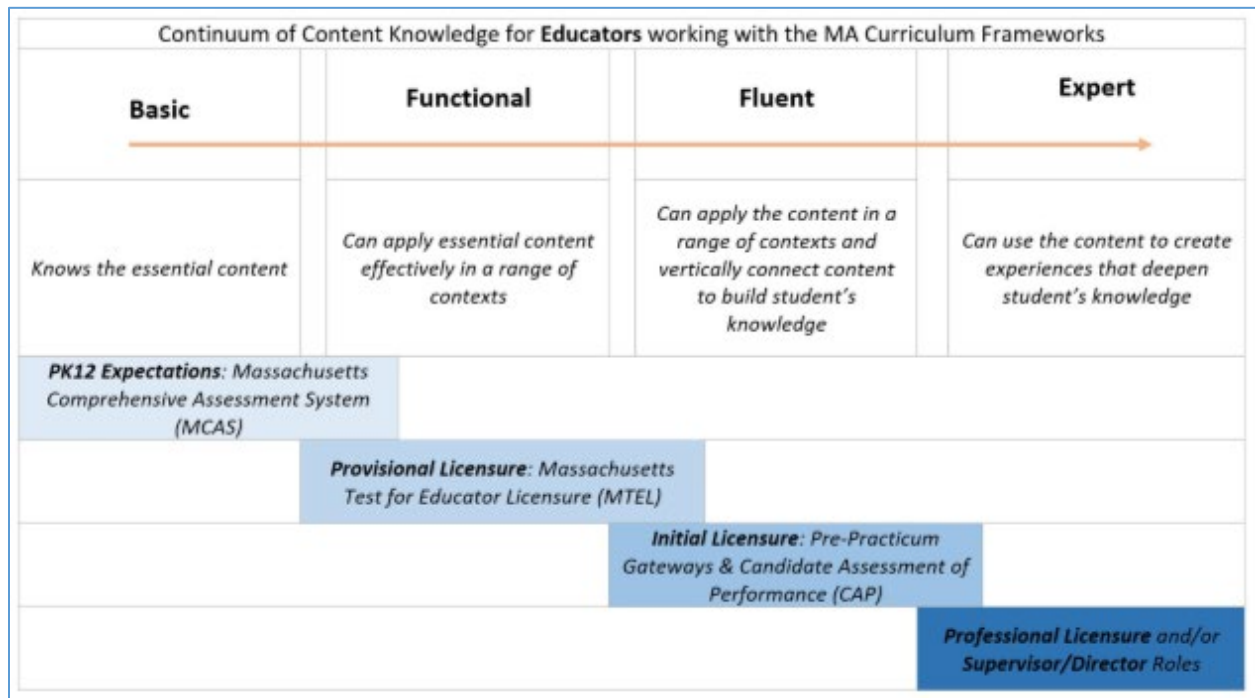 Continuum of Content Knowledge for Educators working with the MA Curriculum Frameworks
Basic
Functional
Fluent
Expert
Knows the essential content
Can apply essential content
effectively in a range of
contexts
Can apply the content in a
range of contexts and
vertically connect content
to build student's
knowledge
Can use the content to create
experiences that deepen
student's knowledge
PK12 Expectations: Massachusetts
Comprehensive Assessment System
(MCAS)
Provisional Licensure: Massachusetts
Test for Educator Licensure (MTEL)
Initial Licensure: Pre-Practicum
Gateways & Candidate Assessment of
Performance (CAP)
Professional Licensure and/or
Supervisor/Director Roles